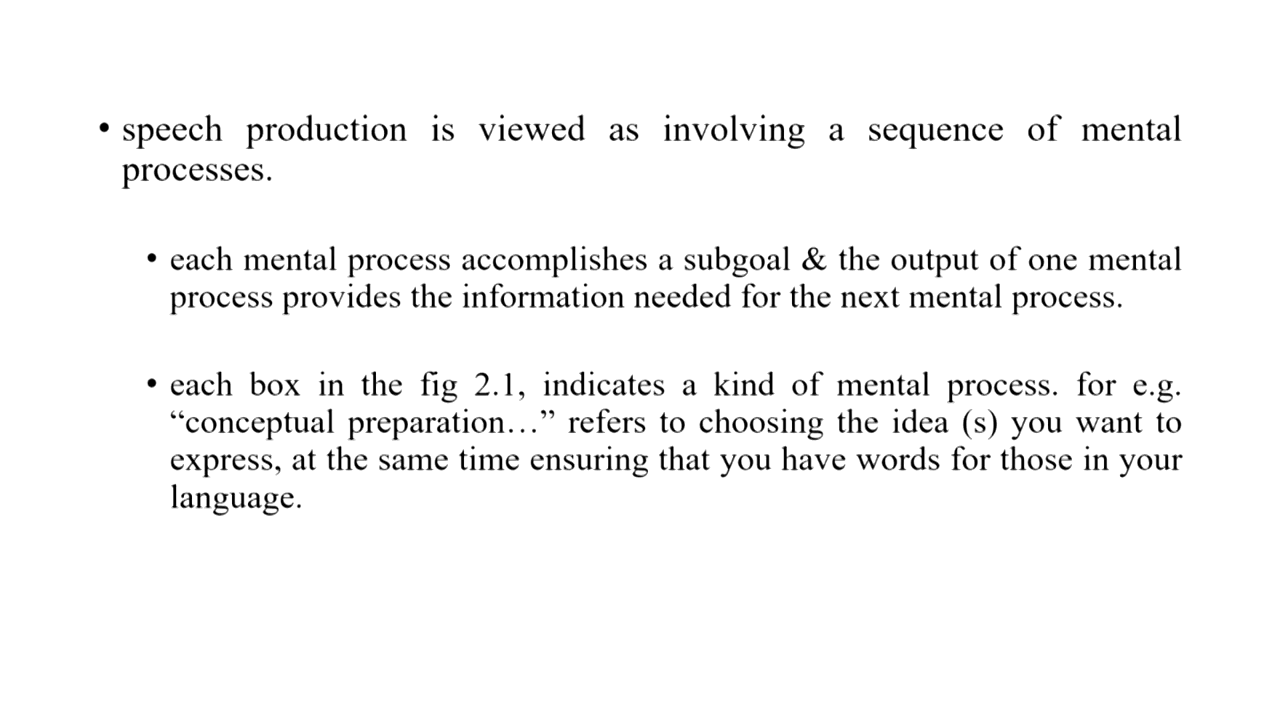 • speech production is viewed as involving a sequence of mental
processes.
• each mental process accomplishes a subgoal & the output of one mental
process provides the information needed for the next mental process.
• each box in the fig 2.1, indicates a kind of mental process. for e.g.
“conceptual preparation…” refers to choosing the idea (s) you want to
express, at the same time ensuring that you have words for those in your
language.